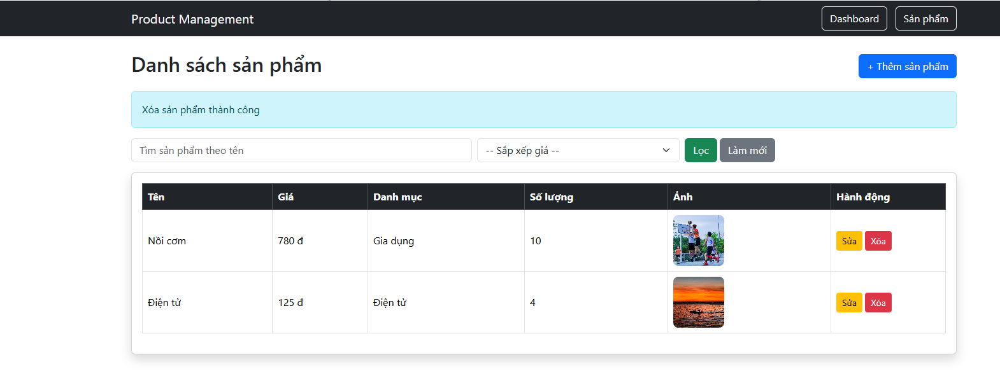 Product Management
Dashboard
Sản phẩm
Danh sách sản phẩm
+ Thêm sản phẩm
Xóa sản phẩm thành công
Tìm sản phẩm theo tên
-- Sắp xếp giá --
Lọc
Làm mới
Tên Giá Danh mục Số lượng Ảnh Hành động
Nồi cơm 780 đ Gia dụng 10 Sửa Xóa
Điện tử 125 đ Điện tử 4 Sửa Xóa